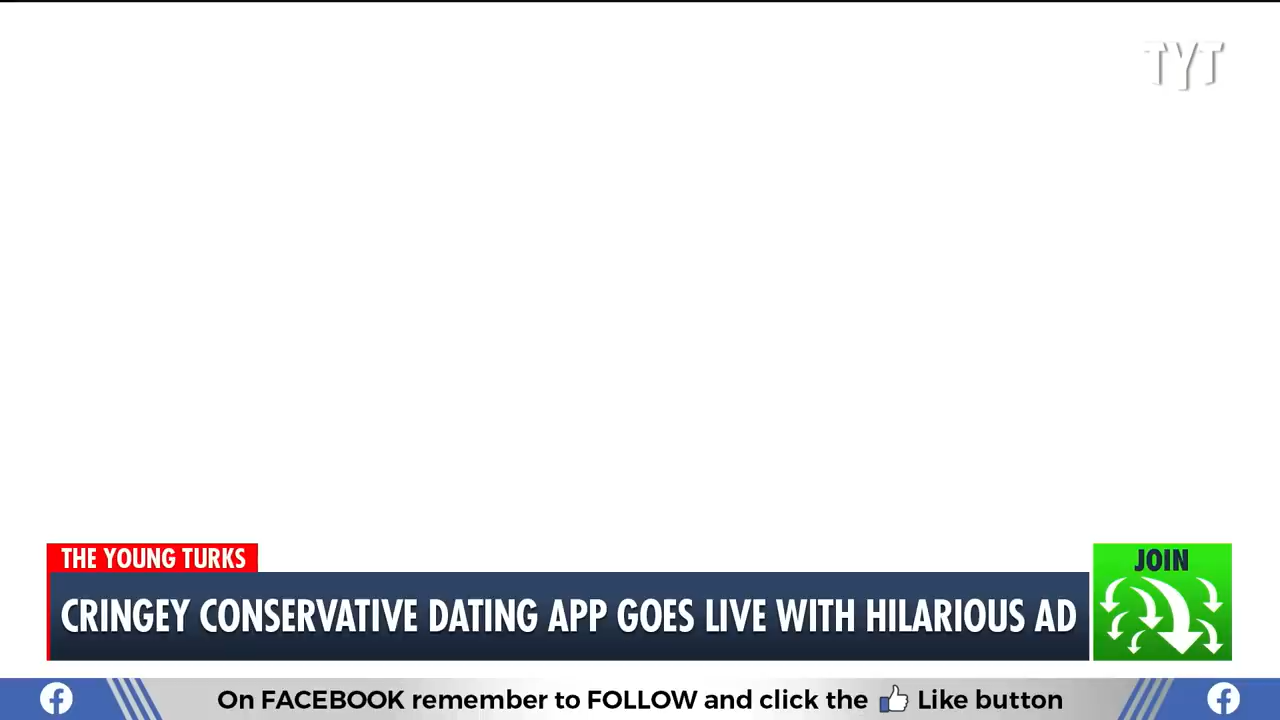 TYT
THE YOUNG TURKS
JOIN
CRINGEY CONSERVATIVE DATING APP GOES LIVE WITH HILARIOUS AD
On FACEBOOK remember to FOLLOW and click the Like button